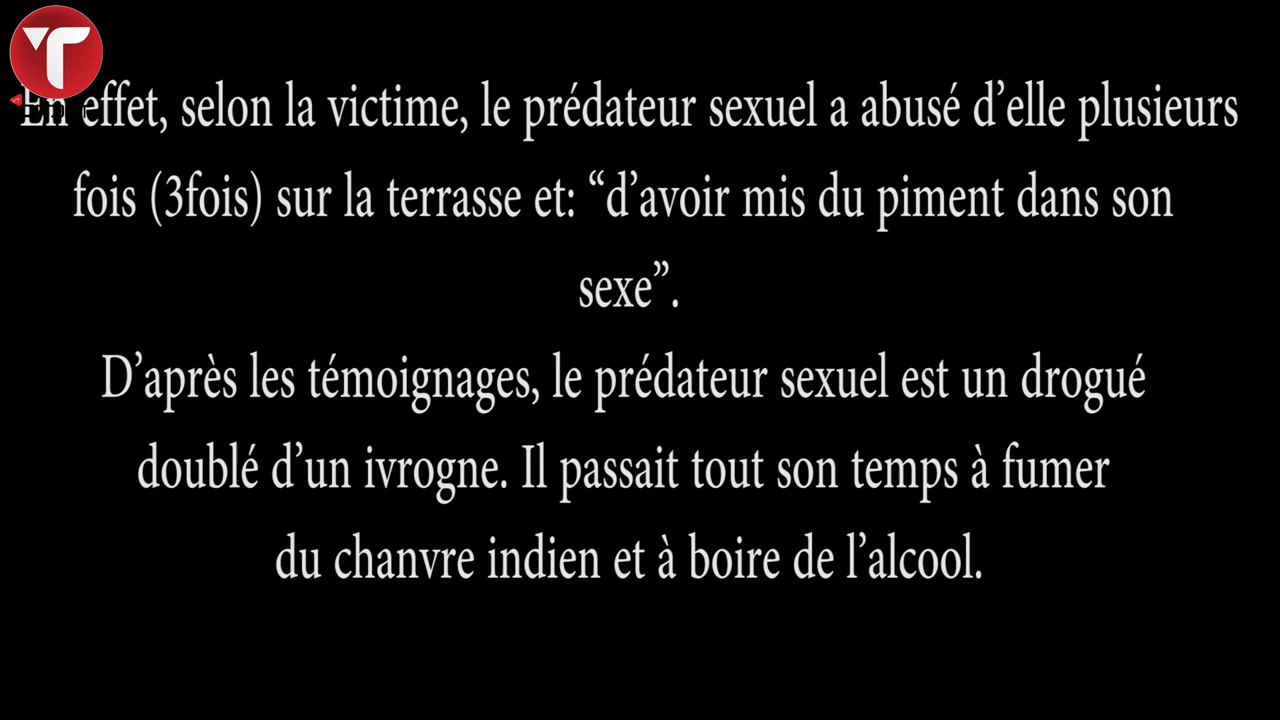 En effet, selon la victime, le prédateur sexuel a abusé d’elle plusieurs
fois (3fois) sur la terrasse et: “d’avoir mis du piment dans son
sexe”.
D’après les témoignages, le prédateur sexuel est un drogué
doublé d’un ivrogne. Il passait tout son temps à fumer
du chanvre indien et à boire de l’alcool.